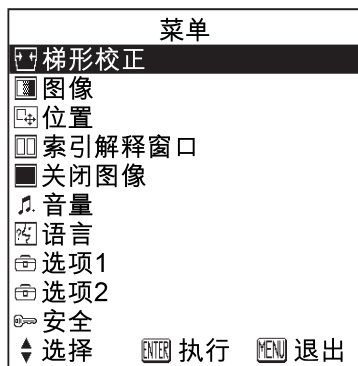 菜单
梯形校正
图像
位置
索引解释窗口
关闭图像
音量
语言
选项1
选项2
安全
选择 ENTER 执行 MENU 退出